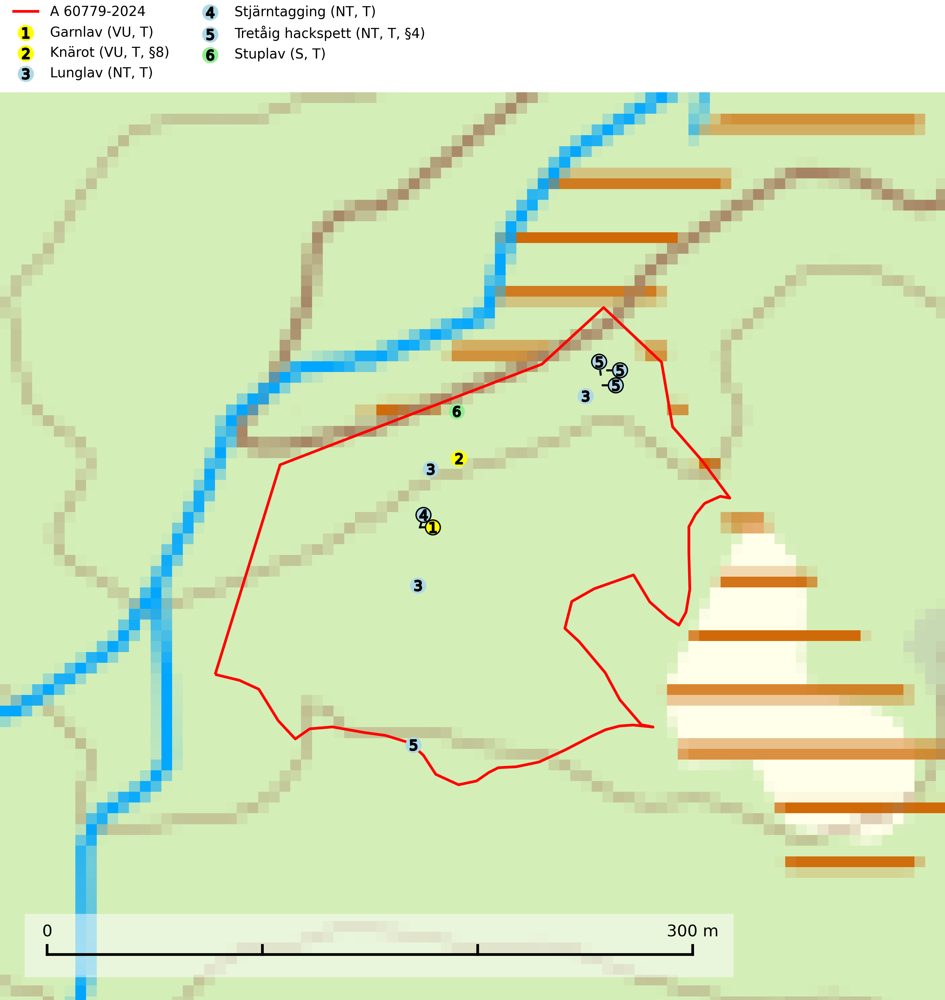 A 60779-2024
1 Garnlav (VU, T)
2 Knärot (VU, T, §8)
3 Lunglav (NT, T)
4 Stjärntagging (NT, T)
5 Tretåig hackspett (NT, T, §4)
6 Stuplav (S, T)
5
5
5
3
6
2
3
4
1
3
5
0 300 m